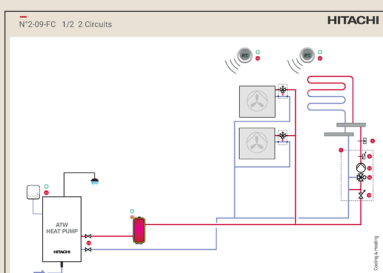 N°2-09-FC 1/2 2 Circuits
HITACHI
ATW
HEAT PUMP
HITACHI
Cooling & Heating